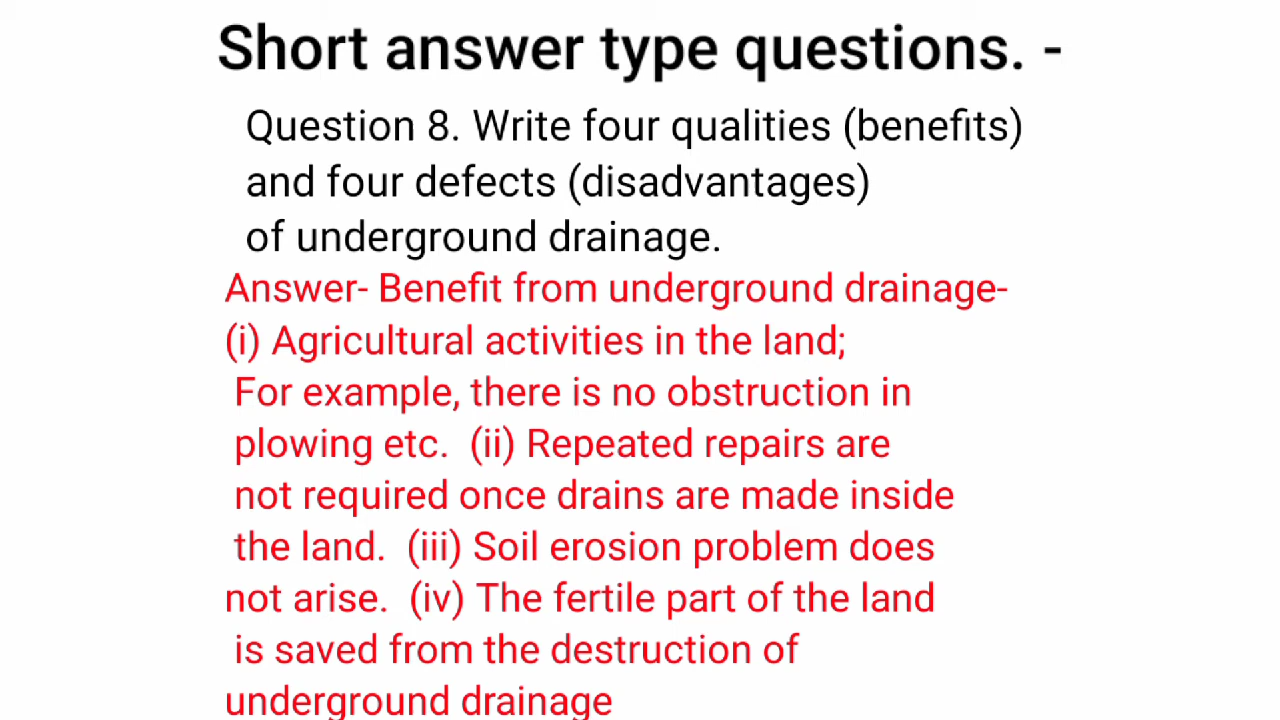 Short answer type questions. -
Question 8. Write four qualities (benefits)
and four defects (disadvantages)
of underground drainage.
Answer- Benefit from underground drainage-
(i) Agricultural activities in the land;
For example, there is no obstruction in
plowing etc. (ii) Repeated repairs are
not required once drains are made inside
the land. (iii) Soil erosion problem does
not arise. (iv) The fertile part of the land
is saved from the destruction of
underground drainage